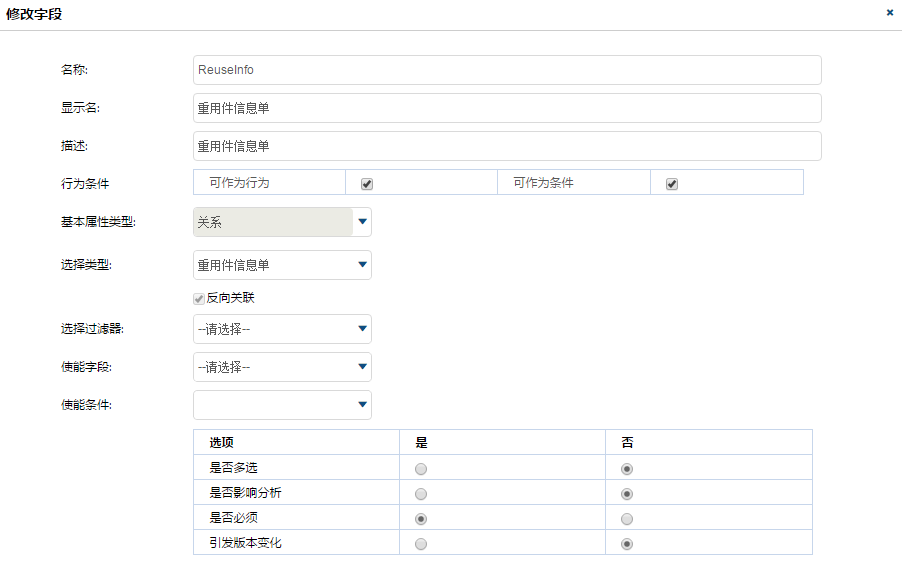 修改字段
名称: ReuseInfo
显示名: 重用件信息单
描述: 重用件信息单
行为条件 可作为行为 可作为条件
基本属性类型: 关系
选择类型: 重用件信息单
反向关联
选择过滤器: --请选择--
使能字段: --请选择--
使能条件:
选项 是 否
是否多选
是否影响分析
是否必须
引发版本变化